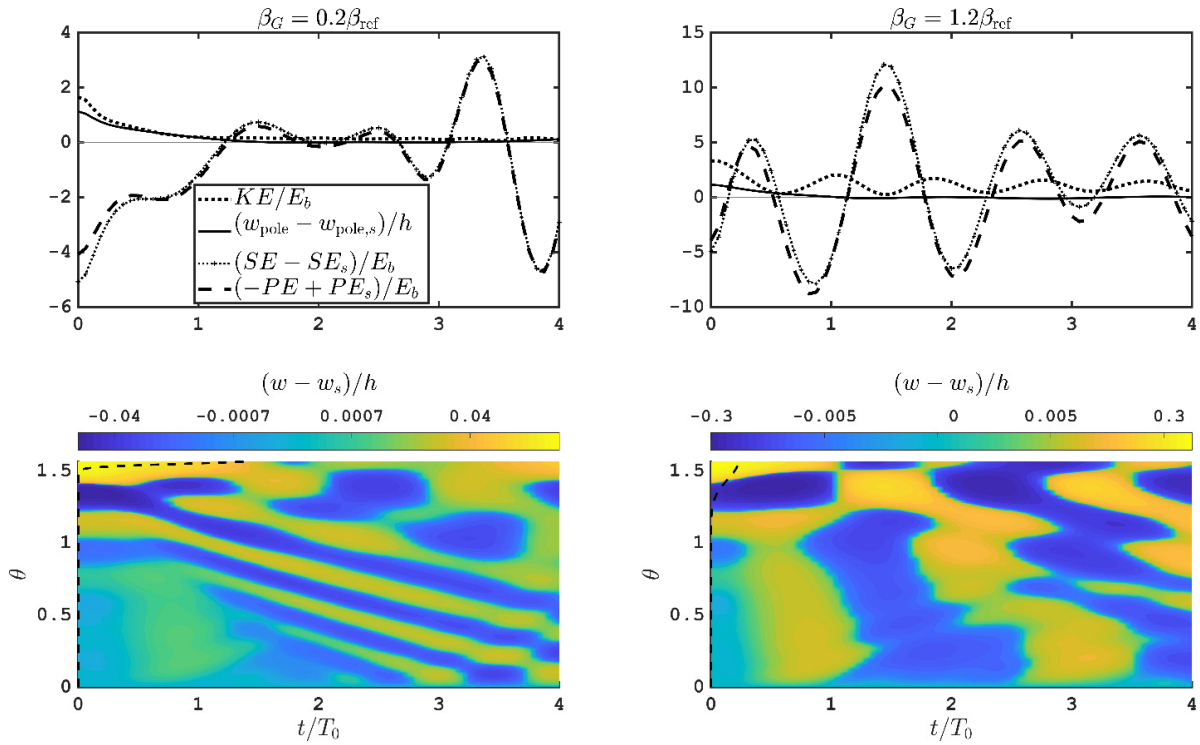 β_G = 0.2β_ref
4
2
0
−2
−4
−6
0 1 2 3 4
KE/E_b
(w_pole − w_pole,s)/h
(SE − SE_s)/E_b
(−PE + PE_s)/E_b
β_G = 1.2β_ref
15
10
5
0
−5
−10
0 1 2 3 4
(w − w_s)/h
−0.04 −0.0007 0.0007 0.04
1.5
1
0.5
0
θ
0 1 2 3 4
t/T_0
(w − w_s)/h
−0.3 −0.005 0 0.005 0.3
1.5
1
0.5
0
θ
0 1 2 3 4
t/T_0